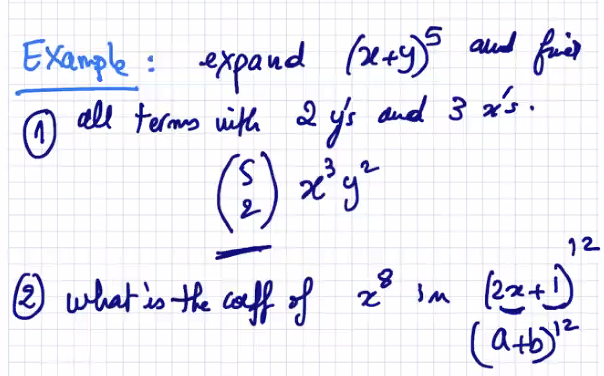 Example: expand (x+y)^5 and find
① all terms with 2 y's and 3 x's.
(5 2) x^3 y^2
② what is the coeff of x^8 in (2x+1)^12
(a+b)^12